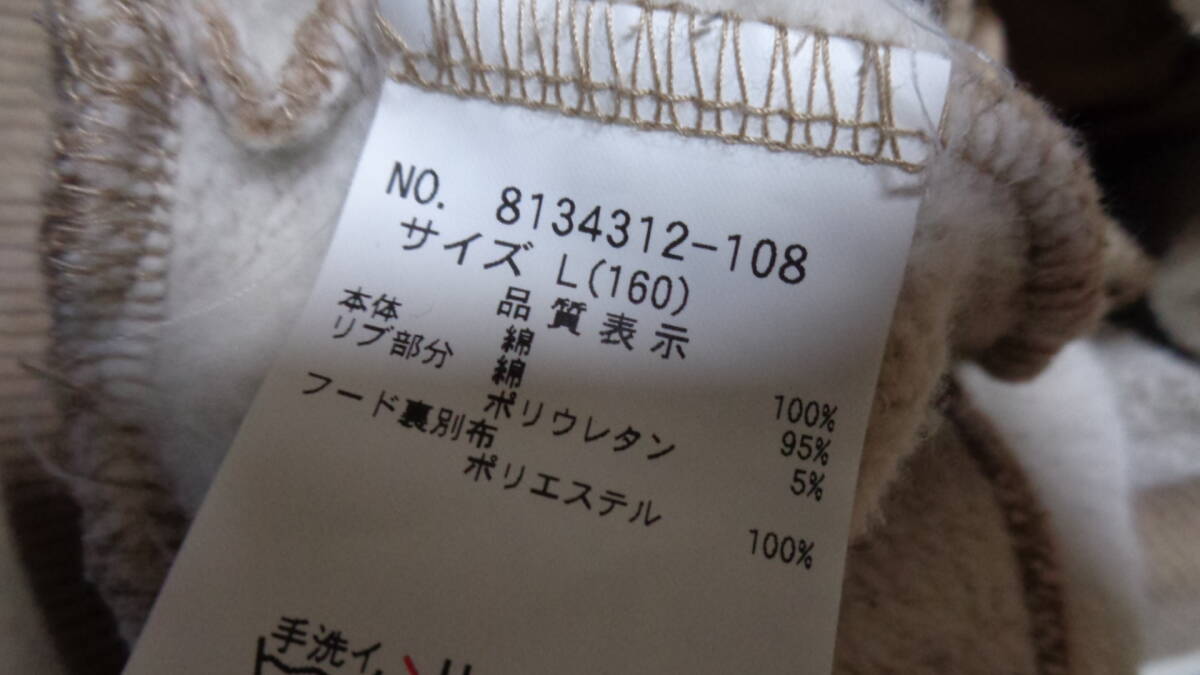 NO. 8134312-108
サイズ L(160)
品質表示
本体 綿 100%
リブ部分 綿 95%
ポリウレタン 5%
フード裏別布
ポリエステル 100%
手洗イ